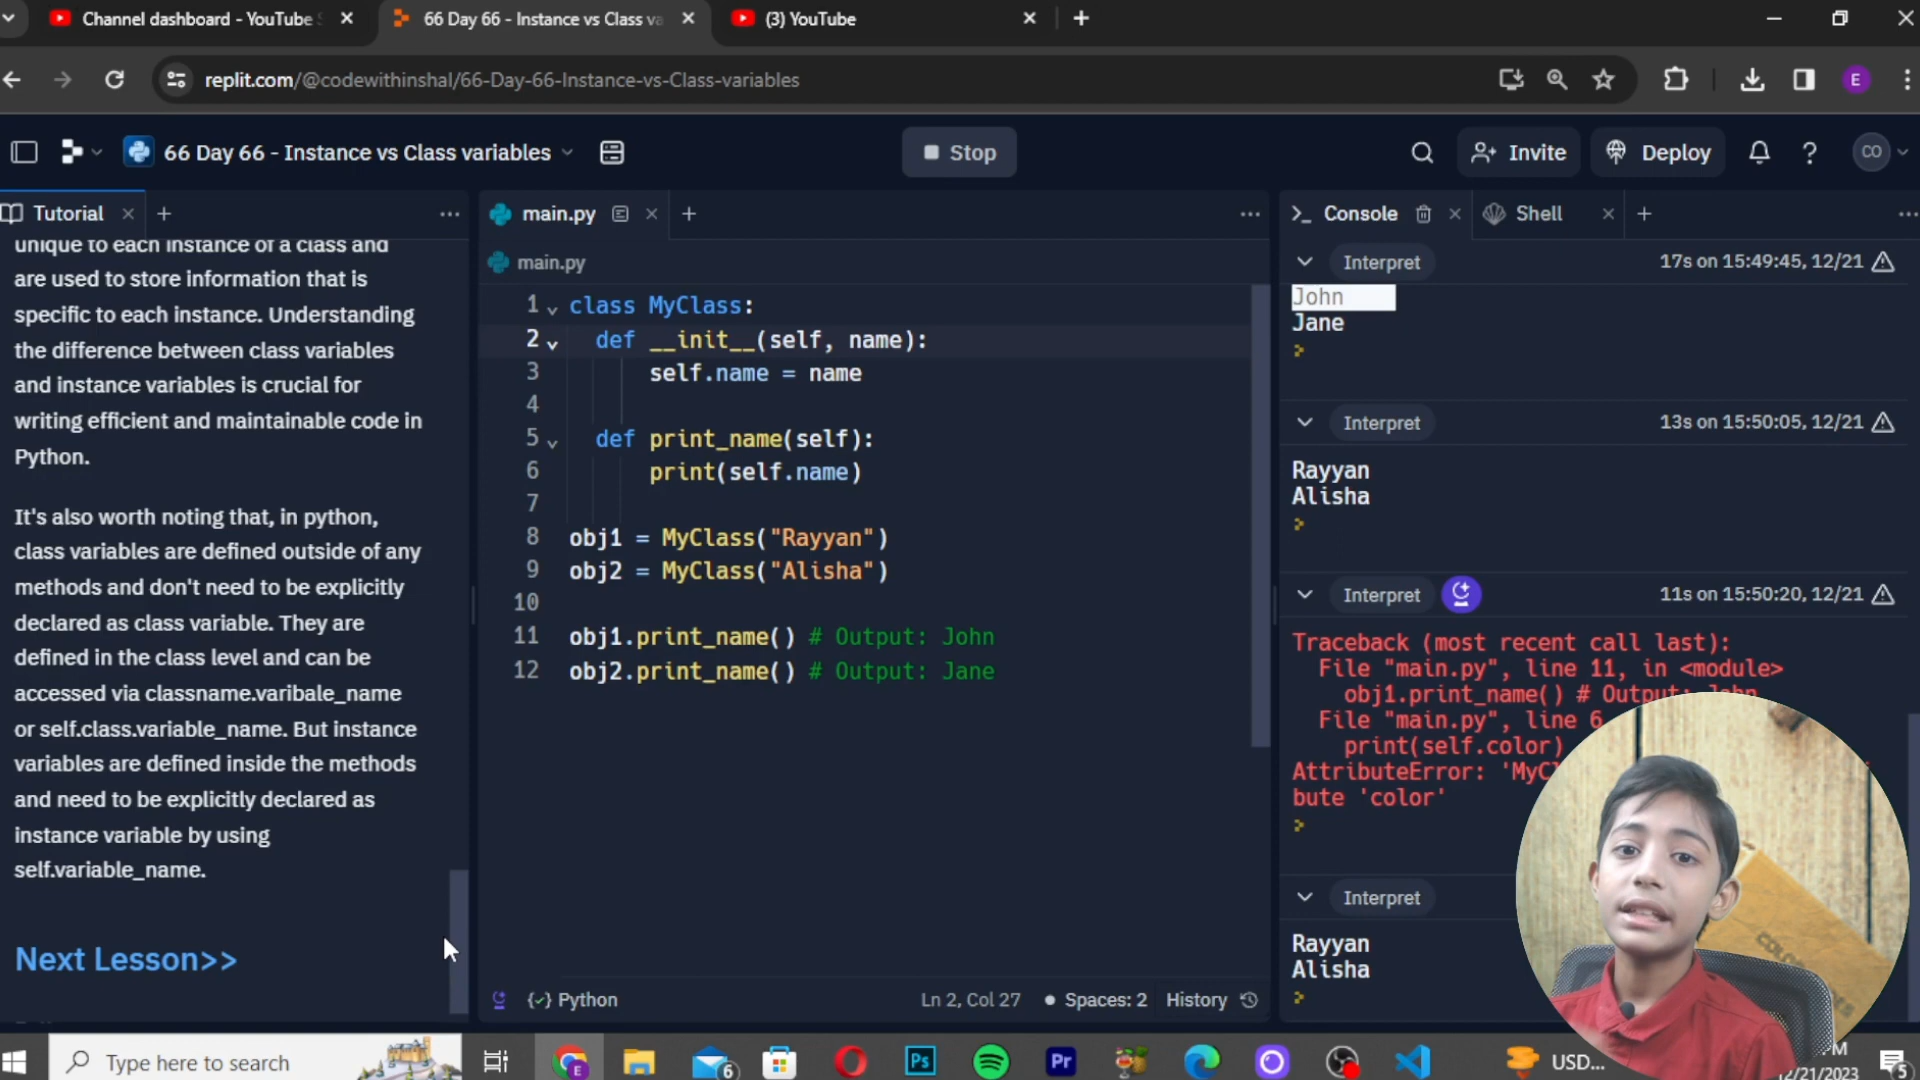 Channel dashboard - YouTube S
66 Day 66 - Instance vs Class va
(3) YouTube
replit.com/@codewithinshal/66-Day-66-Instance-vs-Class-variables
E
66 Day 66 - Instance vs Class variables
Stop
Invite
Deploy
?
CO
Tutorial
unique to each instance of a class and
are used to store information that is
specific to each instance. Understanding
the difference between class variables
and instance variables is crucial for
writing efficient and maintainable code in
Python.
It's also worth noting that, in python,
class variables are defined outside of any
methods and don't need to be explicitly
declared as class variable. They are
defined in the class level and can be
accessed via classname.varibale_name
or self.class.variable_name. But instance
variables are defined inside the methods
and need to be explicitly declared as
instance variable by using
self.variable_name.
Next Lesson>>
main.py
main.py
1 class MyClass:
2 def __init__(self, name):
3 self.name = name
4
5 def print_name(self):
6 print(self.name)
7
8 obj1 = MyClass("Rayyan")
9 obj2 = MyClass("Alisha")
10
11 obj1.print_name() # Output: John
12 obj2.print_name() # Output: Jane
Python
Ln 2, Col 27
Spaces: 2
History
Console
Shell
Interpret
17s on 15:49:45, 12/21
John
Jane
>
Interpret
13s on 15:50:05, 12/21
Rayyan
Alisha
>
Interpret
11s on 15:50:20, 12/21
Traceback (most recent call last):
File "main.py", line 11, in <module>
obj1.print_name() # Output: John
File "main.py", line 6
print(self.color)
AttributeError: 'MyCl
bute 'color'
>
Interpret
Rayyan
Alisha
>
Type here to search
E
6
Ps
Pr
USD...
12/21/2023
5